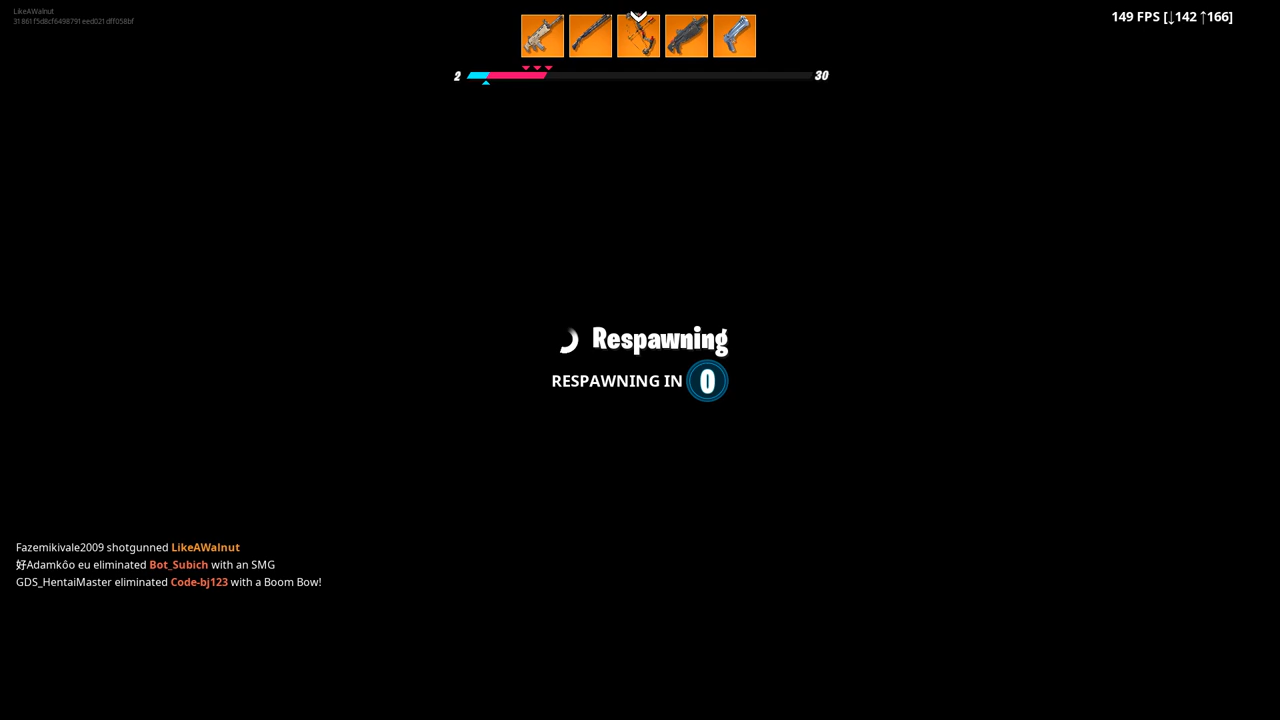 LikeAWalnut
31861f5d8cf6498791eed021dff058bf
149 FPS [↓142 ↑166]
2
30
Respawning
RESPAWNING IN 0
Fazemikivale2009 shotgunned LikeAWalnut
好Adamkôo eu eliminated Bot_Subich with an SMG
GDS_HentaiMaster eliminated Code-bj123 with a Boom Bow!